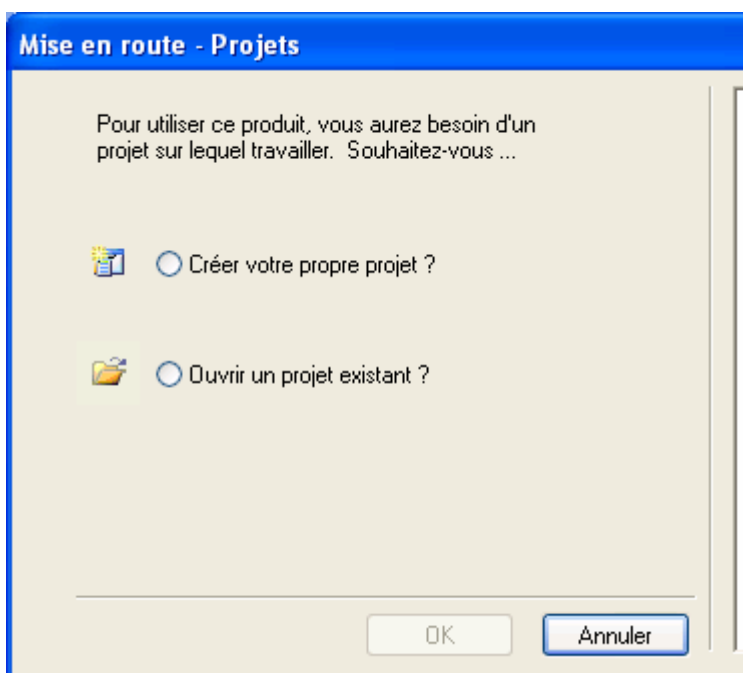 Mise en route - Projets
Pour utiliser ce produit, vous aurez besoin d'un
projet sur lequel travailler. Souhaitez-vous ...
Créer votre propre projet ?
Ouvrir un projet existant ?
OK
Annuler